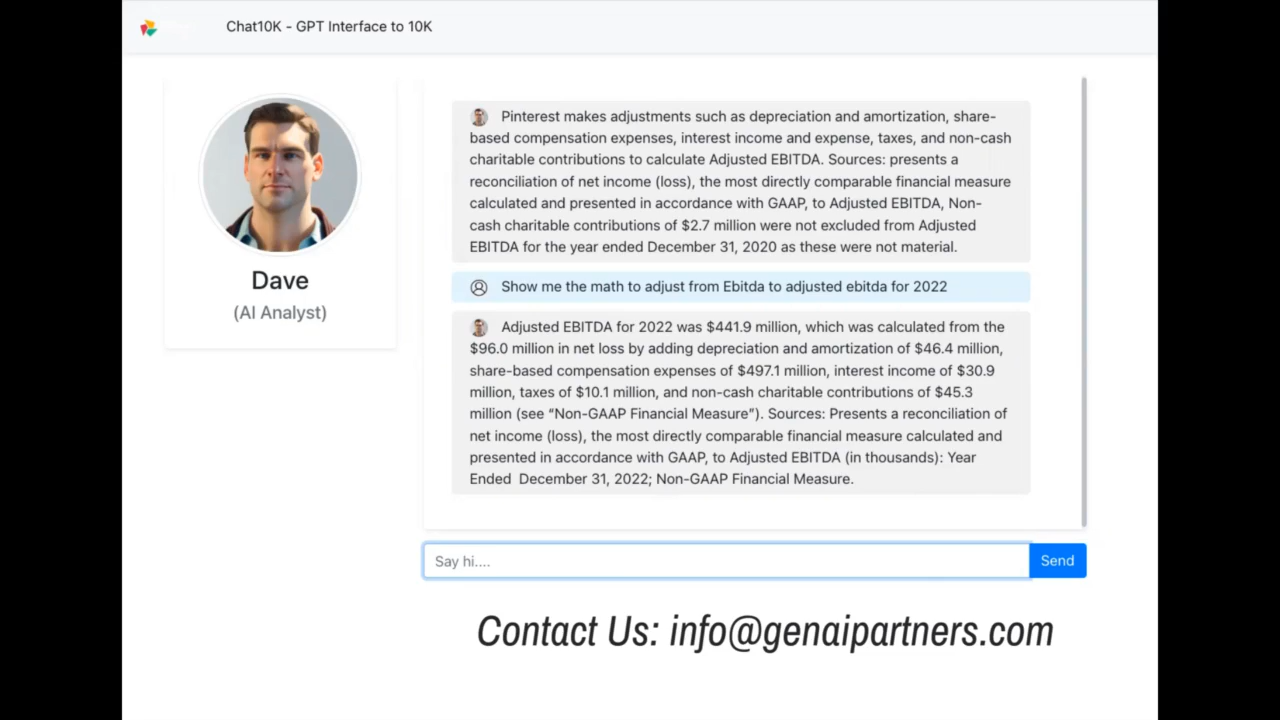 Chat10K - GPT Interface to 10K
Dave
(AI Analyst)
Pinterest makes adjustments such as depreciation and amortization, share-
based compensation expenses, interest income and expense, taxes, and non-cash
charitable contributions to calculate Adjusted EBITDA. Sources: presents a
reconciliation of net income (loss), the most directly comparable financial measure
calculated and presented in accordance with GAAP, to Adjusted EBITDA, Non-
cash charitable contributions of $2.7 million were not excluded from Adjusted
EBITDA for the year ended December 31, 2020 as these were not material.
Show me the math to adjust from Ebitda to adjusted ebitda for 2022
Adjusted EBITDA for 2022 was $441.9 million, which was calculated from the
$96.0 million in net loss by adding depreciation and amortization of $46.4 million,
share-based compensation expenses of $497.1 million, interest income of $30.9
million, taxes of $10.1 million, and non-cash charitable contributions of $45.3
million (see “Non-GAAP Financial Measure”). Sources: Presents a reconciliation of
net income (loss), the most directly comparable financial measure calculated and
presented in accordance with GAAP, to Adjusted EBITDA (in thousands): Year
Ended  December 31, 2022; Non-GAAP Financial Measure.
Say hi....
Send
Contact Us: info@genaipartners.com